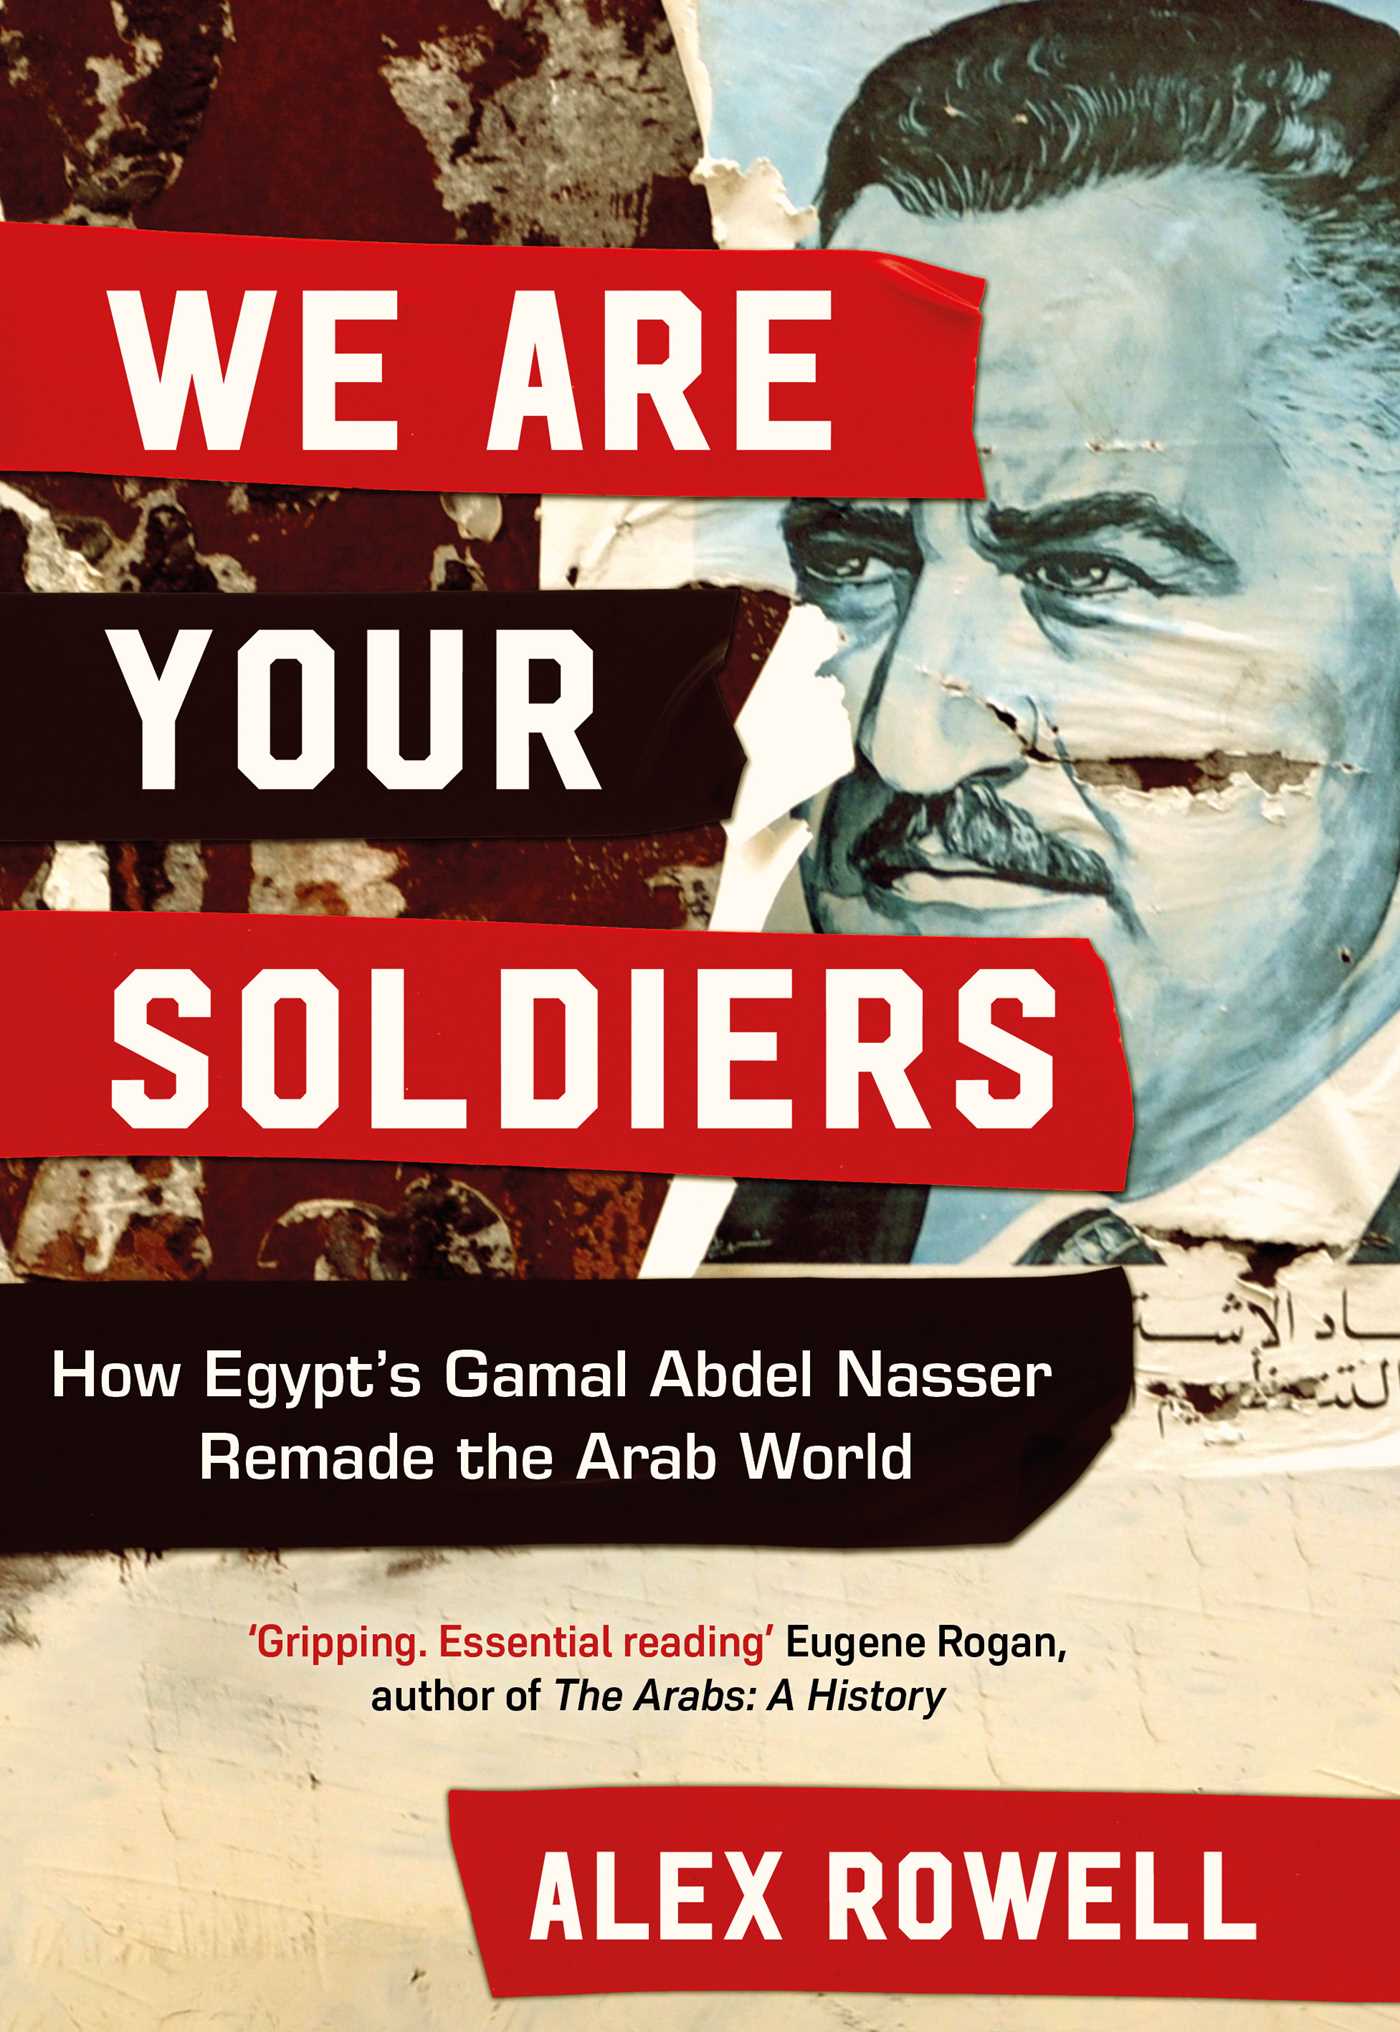 WE ARE
YOUR
SOLDIERS
How Egypt’s Gamal Abdel Nasser
Remade the Arab World
‘Gripping. Essential reading’ Eugene Rogan,
author of The Arabs: A History
ALEX ROWELL